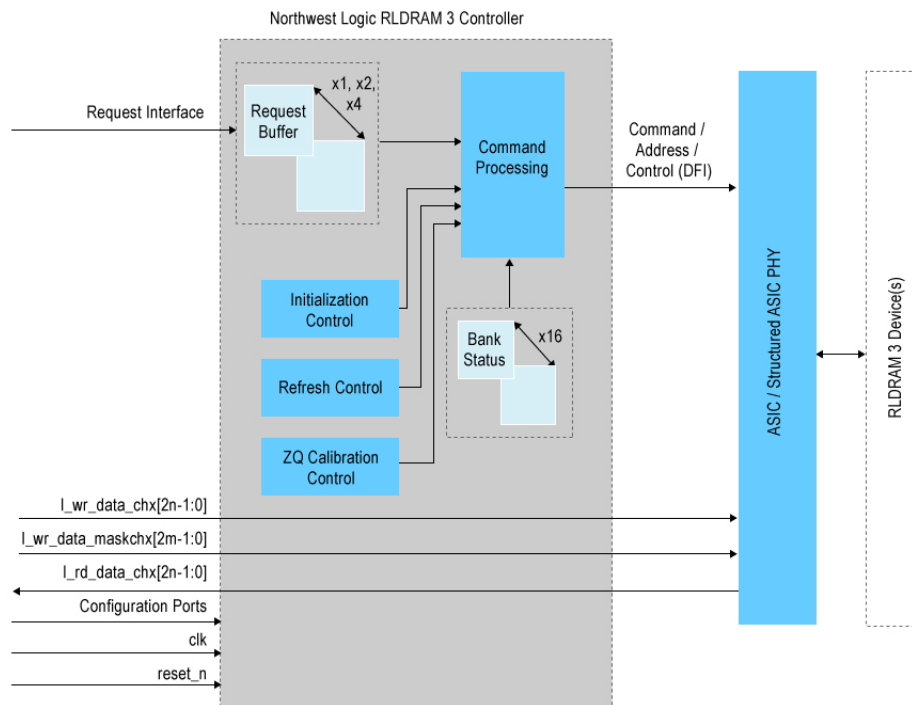 Northwest Logic RLDRAM 3 Controller
Request Interface
Request
Buffer
x1, x2,
x4
Command
Processing
Command /
Address /
Control (DFI)
Initialization
Control
Refresh Control
ZQ Calibration
Control
Bank
Status
x16
ASIC / Structured ASIC PHY
RLDRAM 3 Device(s)
l_wr_data_chx[2n-1:0]
l_wr_data_maskchx[2m-1:0]
l_rd_data_chx[2n-1:0]
Configuration Ports
clk
reset_n